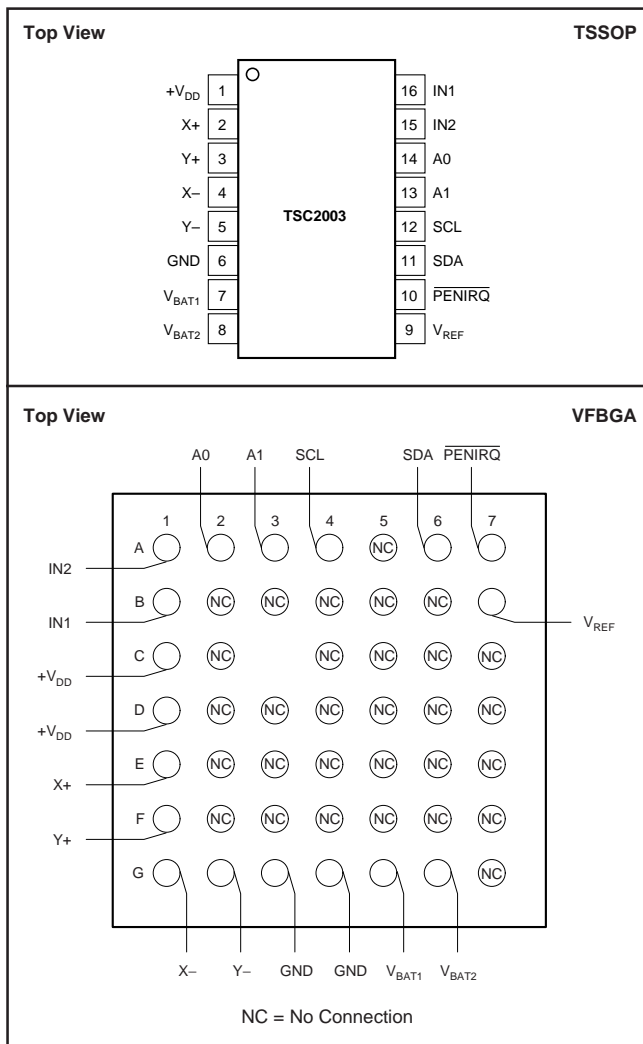 Top View TSSOP
+VDD 1 16 IN1
X+ 2 15 IN2
Y+ 3 14 A0
X– 4 13 A1
TSC2003
Y– 5 12 SCL
GND 6 11 SDA
VBAT1 7 10 PENIRQ
VBAT2 8 9 VREF
Top View VFBGA
A0 A1 SCL SDA PENIRQ
1 2 3 4 5 6 7
A NC
IN2
B NC NC NC NC NC
IN1 VREF
C NC NC NC NC NC
+VDD
D NC NC NC NC NC NC
+VDD
E NC NC NC NC NC NC
X+
F NC NC NC NC NC NC
Y+
G NC
X– Y– GND GND VBAT1 VBAT2
NC = No Connection